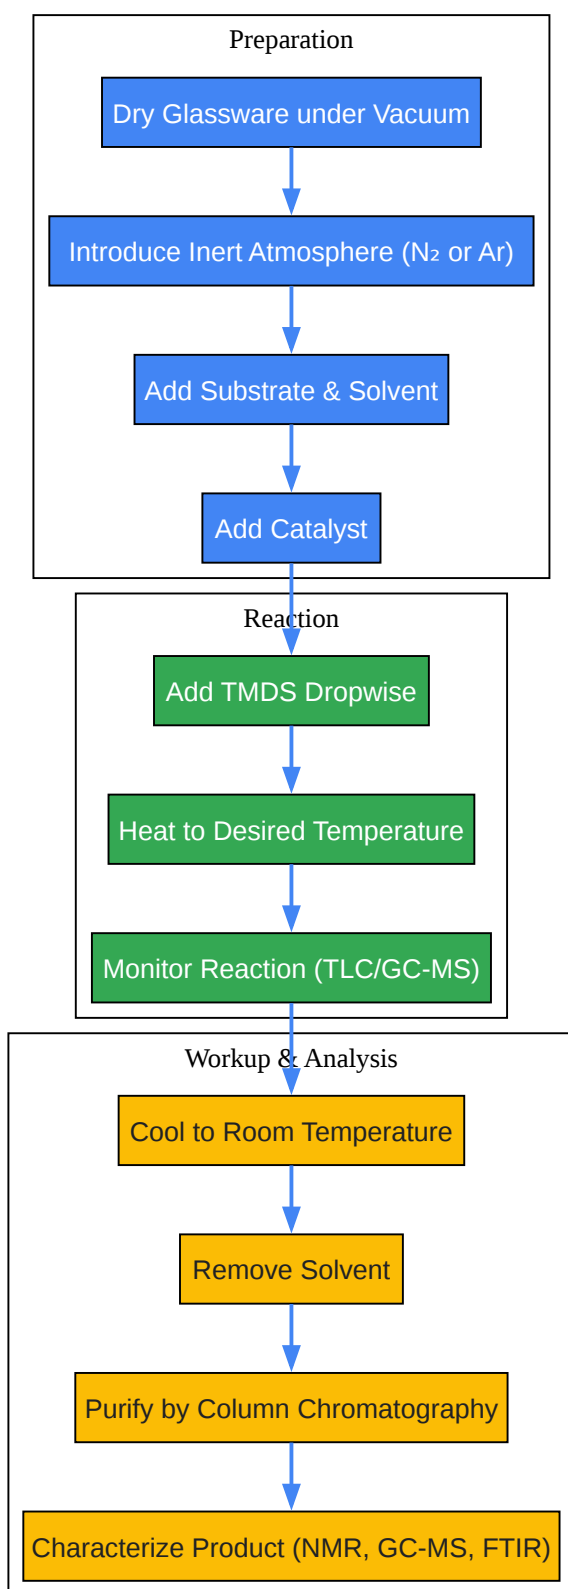 Preparation
Dry Glassware under Vacuum
Introduce Inert Atmosphere (N₂ or Ar)
Add Substrate & Solvent
Add Catalyst
Reaction
Add TMDS Dropwise
Heat to Desired Temperature
Monitor Reaction (TLC/GC-MS)
Workup & Analysis
Cool to Room Temperature
Remove Solvent
Purify by Column Chromatography
Characterize Product (NMR, GC-MS, FTIR)